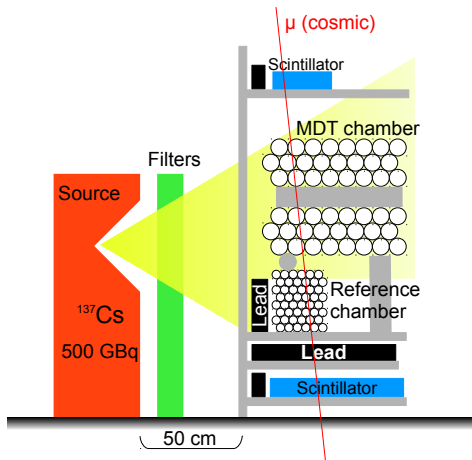 μ (cosmic)
Scintillator
MDT chamber
Filters
Source
Reference
chamber
Lead
¹³⁷Cs
500 GBq
Lead
Scintillator
50 cm